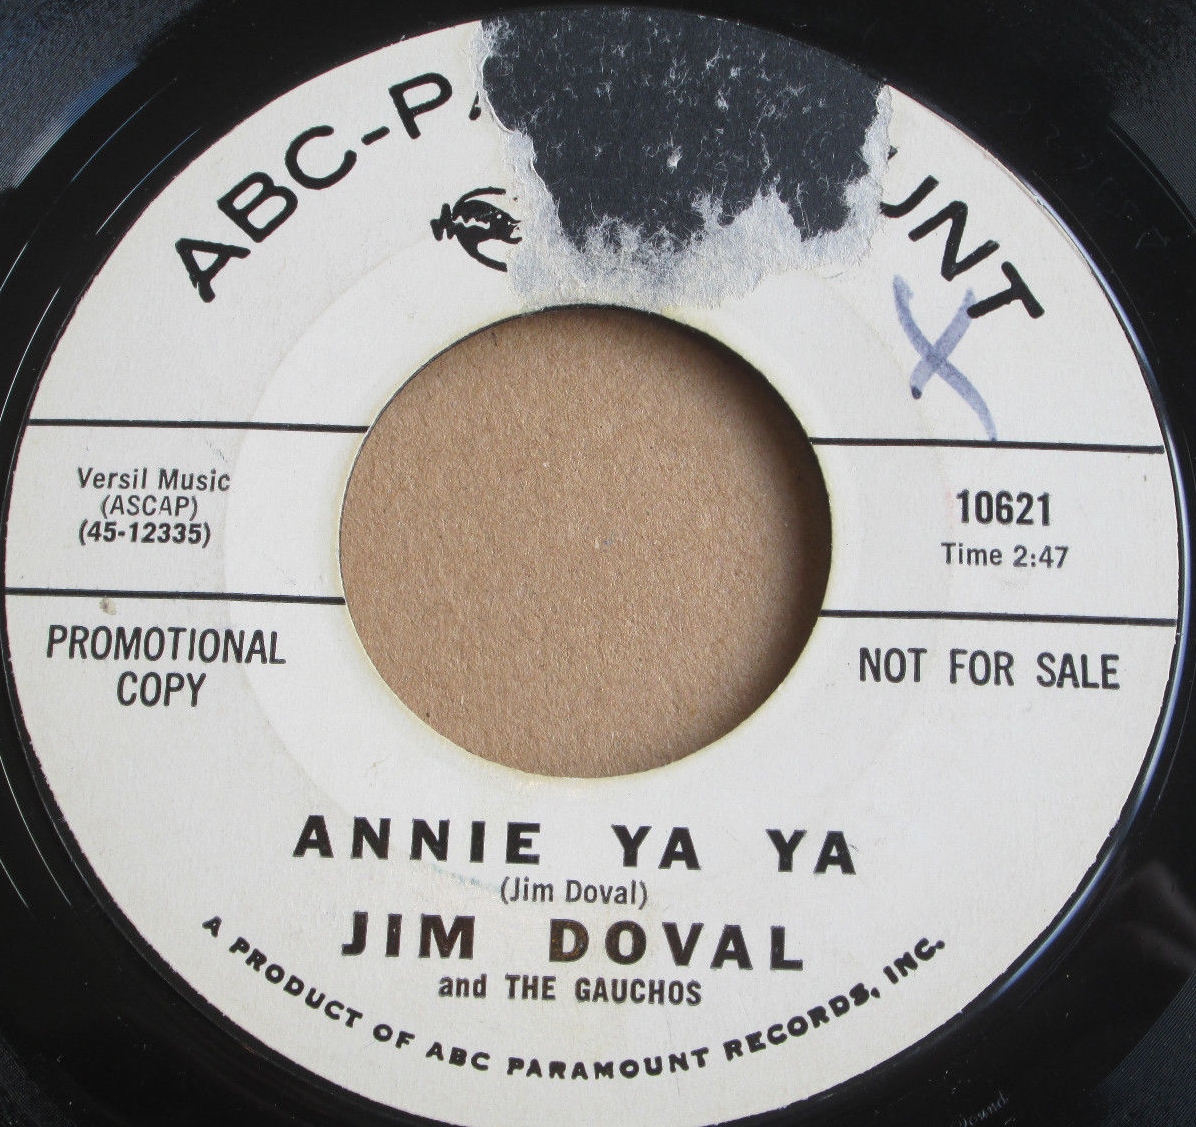 ABC-PA UNT
Versil Music
(ASCAP)
(45-12335)
10621
Time 2:47
PROMOTIONAL
COPY
NOT FOR SALE
ANNIE YA YA
(Jim Doval)
JIM DOVAL
and THE GAUCHOS
A PRODUCT OF ABC PARAMOUNT RECORDS, INC.